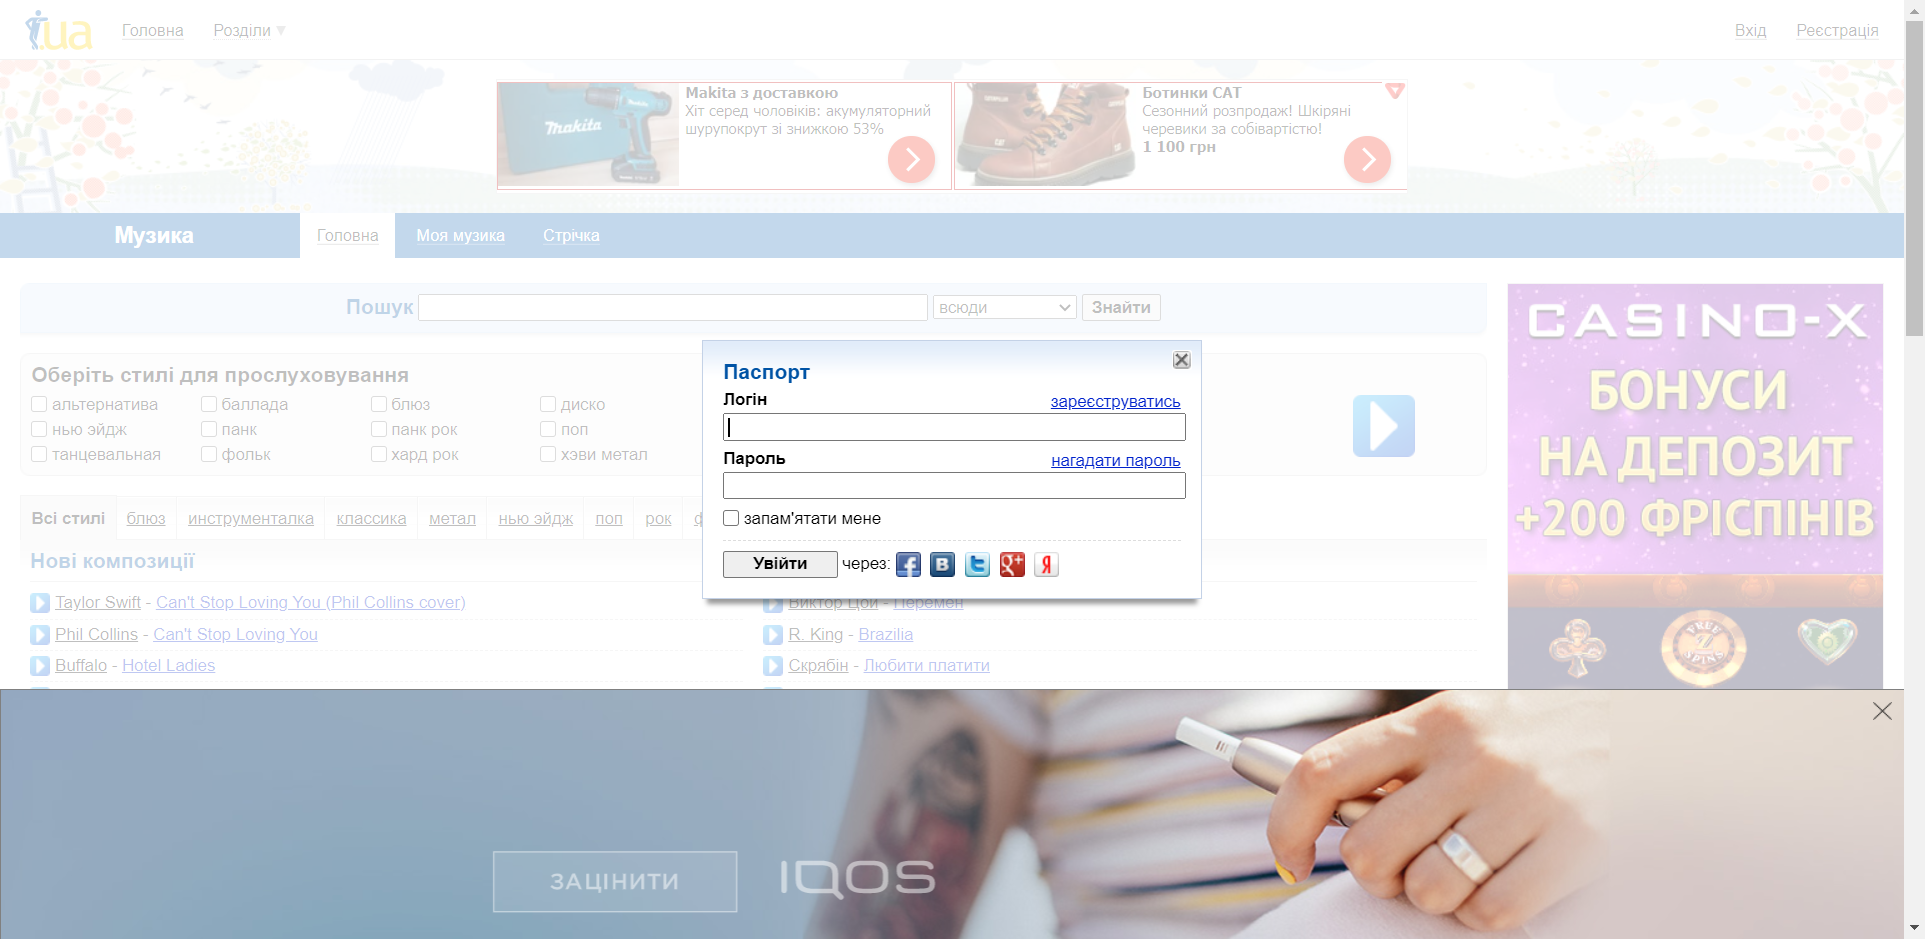 i.ua
Головна
Розділи
Вхід
Реєстрація
Makita з доставкою
Хіт серед чоловіків: акумуляторний
шурупокрут зі знижкою 53%
makita
Ботинки CAT
Сезонний розпродаж! Шкіряні
черевики за собівартістю!
1 100 грн
Музика
Головна
Моя музика
Стрічка
Пошук
всюди
Знайти
Оберіть стилі для прослуховування
альтернатива
баллада
блюз
диско
нью эйдж
панк
панк рок
поп
танцевальная
фольк
хард рок
хэви метал
Паспорт
Логін
зареєструватись
Пароль
нагадати пароль
запам'ятати мене
Увійти через:
CASINO-X
БОНУСИ
НА ДЕПОЗИТ
+200 ФРІСПІНІВ
FREE
SPINS
Всі стилі
блюз
инструменталка
классика
метал
нью эйдж
поп
рок
Нові композиції
Taylor Swift - Can't Stop Loving You (Phil Collins cover)
Виктор Цой - Перемен
Phil Collins - Can't Stop Loving You
R. King - Brazilia
Buffalo - Hotel Ladies
Скрябін - Любити платити
ЗАЦІНИТИ
IQOS